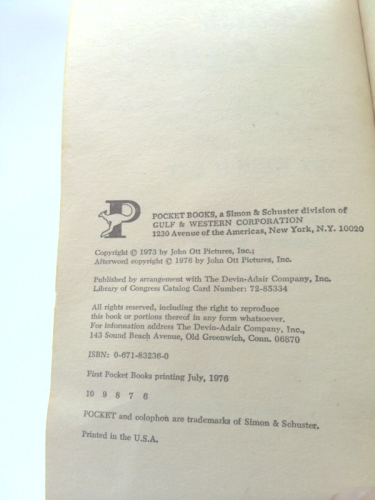 P
POCKET BOOKS, a Simon & Schuster division of
GULF & WESTERN CORPORATION
1230 Avenue of the Americas, New York, N.Y. 10020
Copyright © 1973 by John Ott Pictures, Inc.;
Afterword copyright © 1976 by John Ott Pictures, Inc.
Published by arrangement with The Devin-Adair Company, Inc.
Library of Congress Catalog Card Number: 72-85334
All rights reserved, including the right to reproduce
this book or portions thereof in any form whatsoever.
For information address The Devin-Adair Company, Inc.,
143 Sound Beach Avenue, Old Greenwich, Conn. 06870
ISBN: 0-671-83236-0
First Pocket Books printing July, 1976
10 9 8 7 6
POCKET and colophon are trademarks of Simon & Schuster.
Printed in the U.S.A.